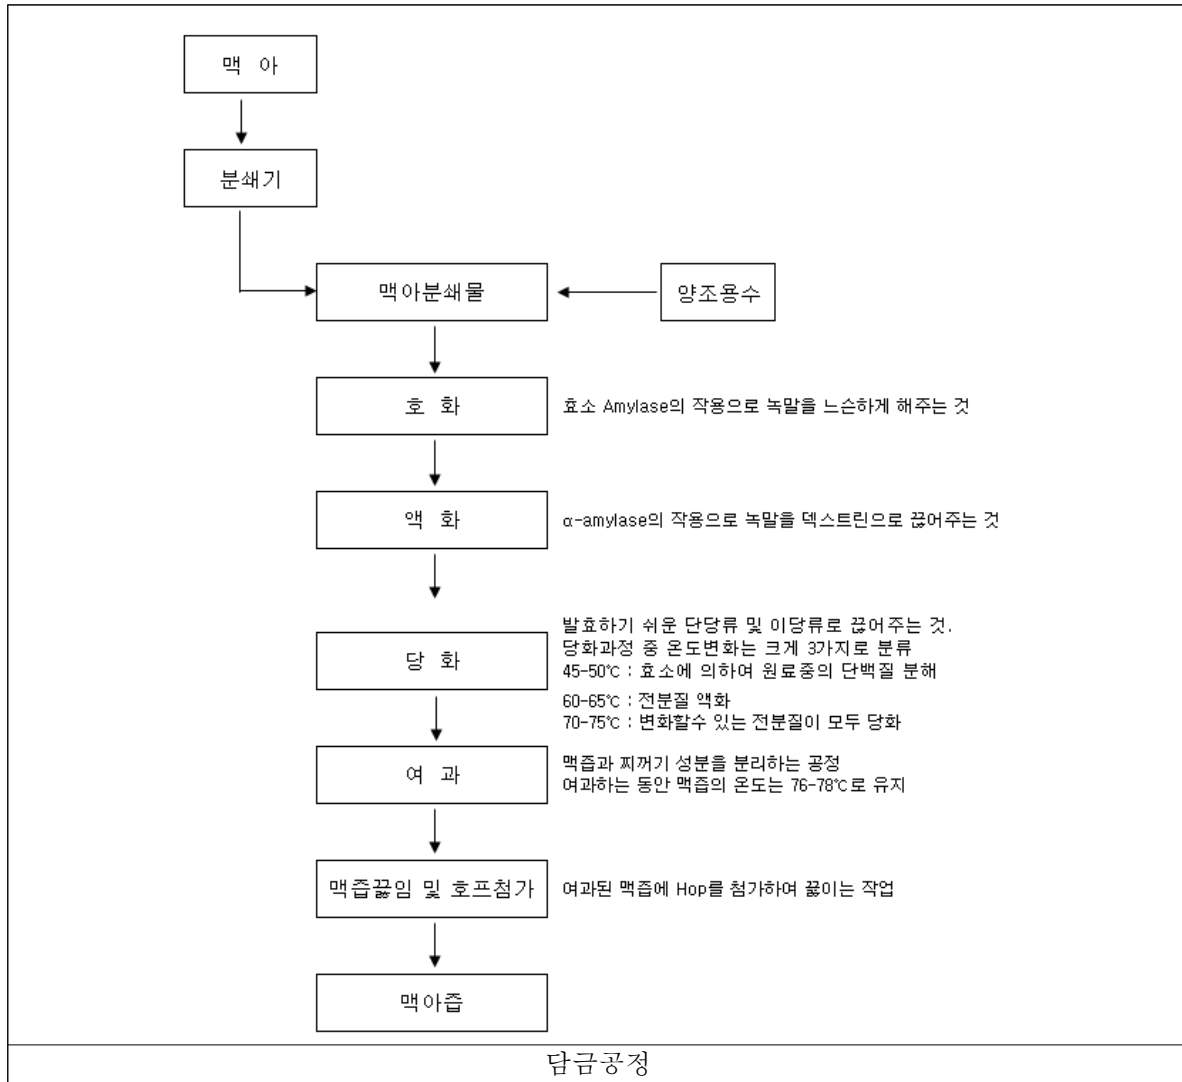 맥 아
분쇄기
맥아분쇄물
양조용수
호 화
효소 Amylase의 작용으로 녹말을 느슨하게 해주는 것
액 화
α-amylase의 작용으로 녹말을 덱스트린으로 끊어주는 것
당 화
발효하기 쉬운 단당류 및 이당류로 끊어주는 것.
당화과정 중 온도변화는 크게 3가지로 분류
45-50℃ : 효소에 의하여 원료중의 단백질 분해
60-65℃ : 전분질 액화
70-75℃ : 변화할수 있는 전분질이 모두 당화
여 과
맥즙과 찌꺼기 성분을 분리하는 공정
여과하는 동안 맥즙의 온도는 76-78℃로 유지
맥즙끓임 및 호프첨가
여과된 맥즙에 Hop를 첨가하여 끓이는 작업
맥아즙
담금공정